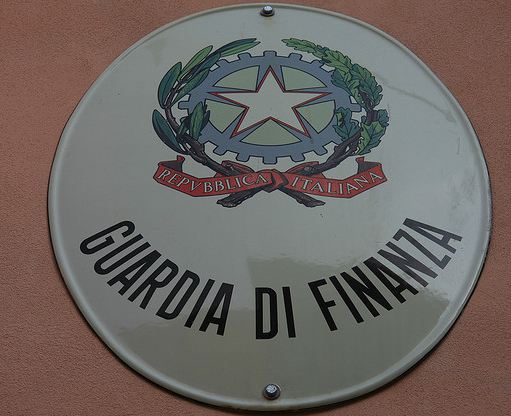 REPVBBLICA ITALIANA
GUARDIA DI FINANZA